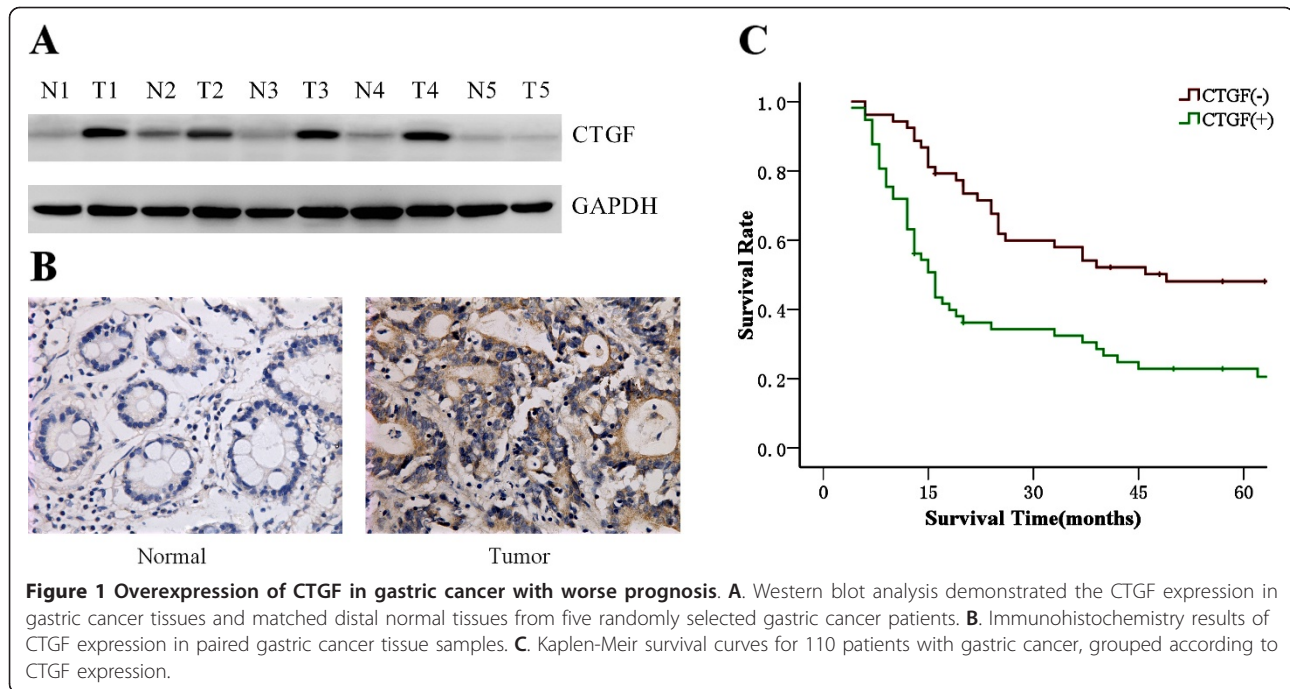 A
N1 T1 N2 T2 N3 T3 N4 T4 N5 T5
CTGF
GAPDH
B
Normal Tumor
C
CTGF(-)
CTGF(+)
Survival Rate
1.0
0.8
0.6
0.4
0.2
0.0
0 15 30 45 60
Survival Time(months)
Figure 1 Overexpression of CTGF in gastric cancer with worse prognosis. A. Western blot analysis demonstrated the CTGF expression in
gastric cancer tissues and matched distal normal tissues from five randomly selected gastric cancer patients. B. Immunohistochemistry results of
CTGF expression in paired gastric cancer tissue samples. C. Kaplen-Meir survival curves for 110 patients with gastric cancer, grouped according to
CTGF expression.